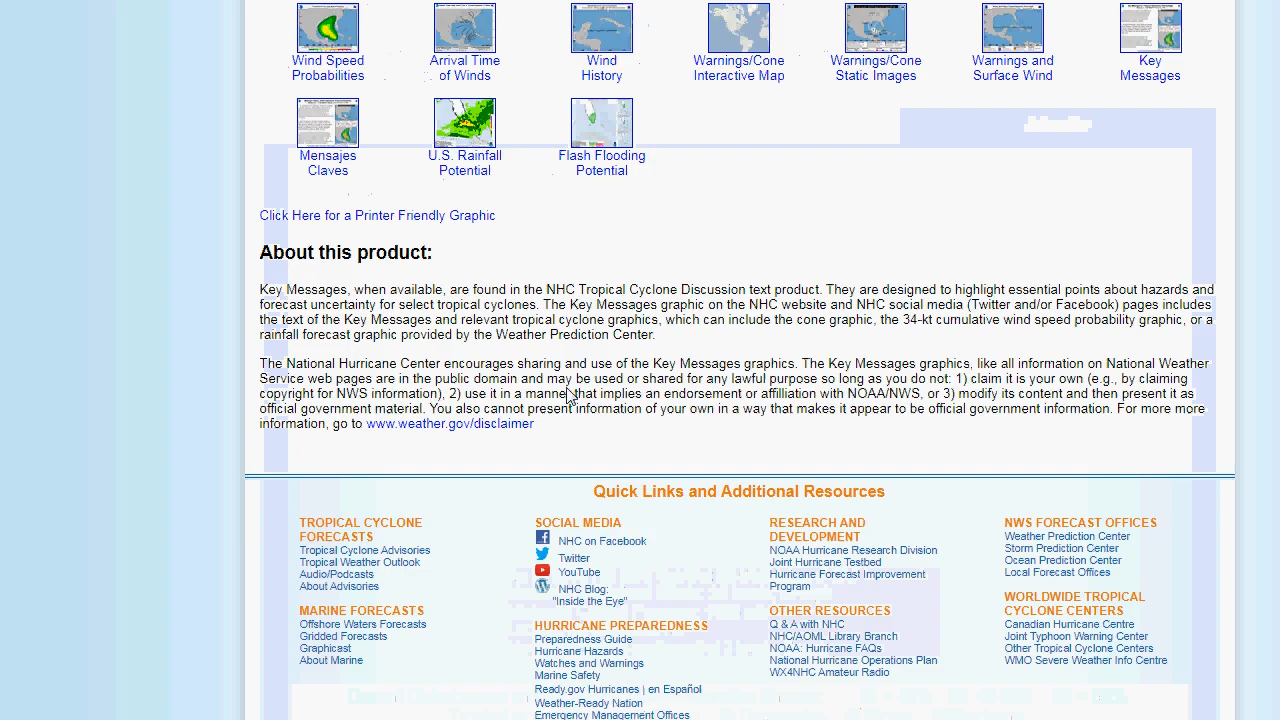 Wind Speed
Probabilities
Arrival Time
of Winds
Wind
History
Warnings/Cone
Interactive Map
Warnings/Cone
Static Images
Warnings and
Surface Wind
Key
Messages
Mensajes
Claves
U.S. Rainfall
Potential
Flash Flooding
Potential
Click Here for a Printer Friendly Graphic
About this product:
Key Messages, when available, are found in the NHC Tropical Cyclone Discussion text product. They are designed to highlight essential points about hazards and
forecast uncertainty for select tropical cyclones. The Key Messages graphic on the NHC website and NHC social media (Twitter and/or Facebook) pages includes
the text of the Key Messages and relevant tropical cyclone graphics, which can include the cone graphic, the 34-kt cumulative wind speed probability graphic, or a
rainfall forecast graphic provided by the Weather Prediction Center.
The National Hurricane Center encourages sharing and use of the Key Messages graphics. The Key Messages graphics, like all information on National Weather
Service web pages are in the public domain and may be used or shared for any lawful purpose so long as you do not: 1) claim it is your own (e.g., by claiming
copyright for NWS information), 2) use it in a manner that implies an endorsement or affilliation with NOAA/NWS, or 3) modify its content and then present it as
official government material. You also cannot present information of your own in a way that makes it appear to be official government information. For more more
information, go to www.weather.gov/disclaimer
Quick Links and Additional Resources
TROPICAL CYCLONE
FORECASTS
Tropical Cyclone Advisories
Tropical Weather Outlook
Audio/Podcasts
About Advisories
MARINE FORECASTS
Offshore Waters Forecasts
Gridded Forecasts
Graphicast
About Marine
SOCIAL MEDIA
NHC on Facebook
Twitter
YouTube
NHC Blog:
"Inside the Eye"
HURRICANE PREPAREDNESS
Preparedness Guide
Hurricane Hazards
Watches and Warnings
Marine Safety
Ready.gov Hurricanes | en Español
Weather-Ready Nation
Emergency Management Offices
RESEARCH AND
DEVELOPMENT
NOAA Hurricane Research Division
Joint Hurricane Testbed
Hurricane Forecast Improvement
Program
OTHER RESOURCES
Q & A with NHC
NHC/AOML Library Branch
NOAA: Hurricane FAQs
National Hurricane Operations Plan
WX4NHC Amateur Radio
NWS FORECAST OFFICES
Weather Prediction Center
Storm Prediction Center
Ocean Prediction Center
Local Forecast Offices
WORLDWIDE TROPICAL
CYCLONE CENTERS
Canadian Hurricane Centre
Joint Typhoon Warning Center
Other Tropical Cyclone Centers
WMO Severe Weather Info Centre